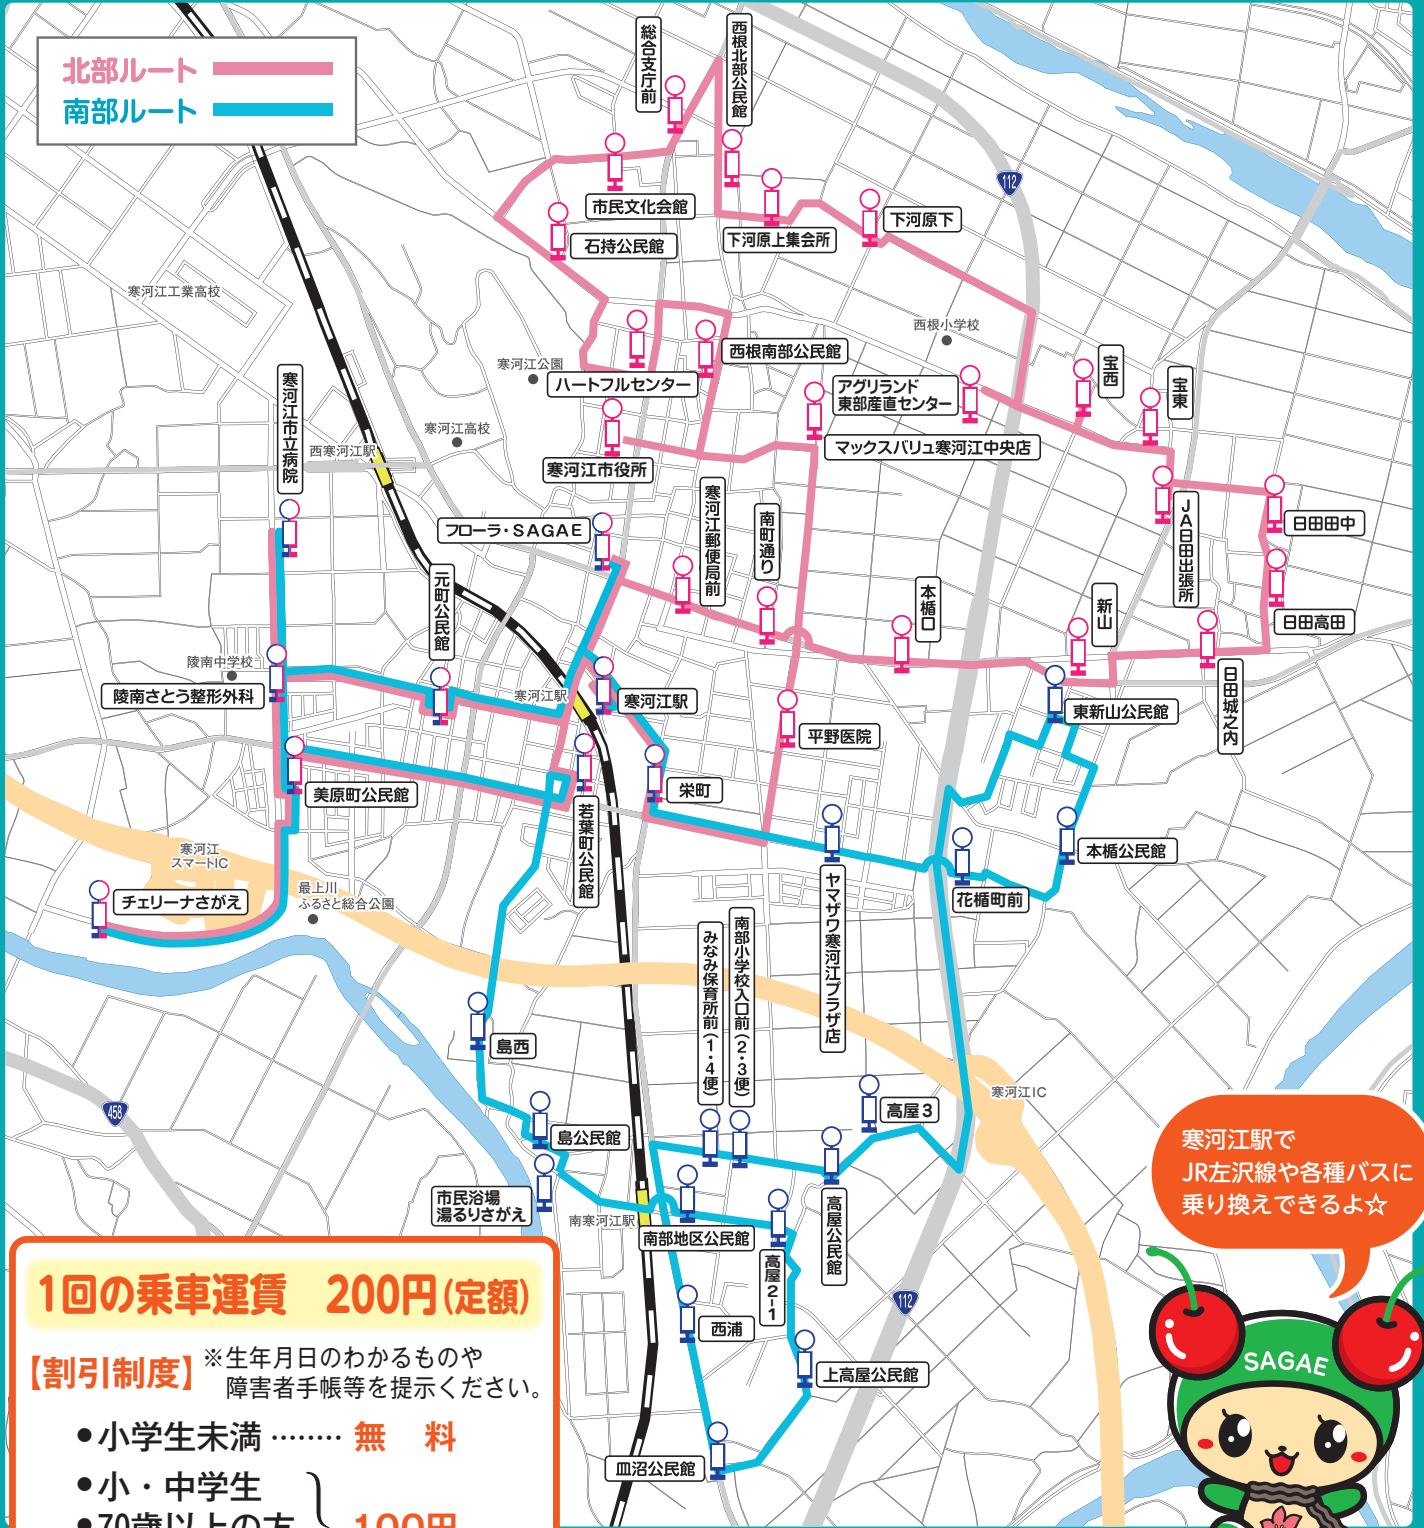 北部ルート
南部ルート
総合支庁前
西根北部公民館
112
市民文化会館
下河原下
石持公民館
下河原上集会所
寒河江工業高校
西根小学校
西根南部公民館
寒河江公園
宝西
ハートフルセンター
アグリランド
東部産直センター
宝東
寒河江市立病院
寒河江高校
西寒河江駅
マックスバリュ寒河江中央店
寒河江市役所
寒河江郵便局前
南町通り
JA日田出張所
日田田中
フローラ・SAGAE
元町公民館
本楯口
新山
日田高田
陵南中学校
陵南さとう整形外科
寒河江駅
寒河江駅
日田城之内
東新山公民館
平野医院
美原町公民館
栄町
若葉町公民館
寒河江
スマートIC
本楯公民館
最上川
ふるさと総合公園
チェリーナさがえ
花楯町前
ヤマザワ寒河江プラザ店
みなみ保育所前(1・4便)
南部小学校入口前(2・3便)
島西
寒河江IC
458
高屋3
島公民館
市民浴場
湯るりさがえ
南寒河江駅
南部地区公民館
高屋公民館
高屋2-1
112
西浦
上高屋公民館
皿沼公民館
寒河江駅で
JR左沢線や各種バスに
乗り換えできるよ☆
SAGAE
1回の乗車運賃 200円(定額)
【割引制度】※生年月日のわかるものや
障害者手帳等を提示ください。
●小学生未満 ‥‥‥‥ 無 料
●小・中学生
●70歳以上の方 100円